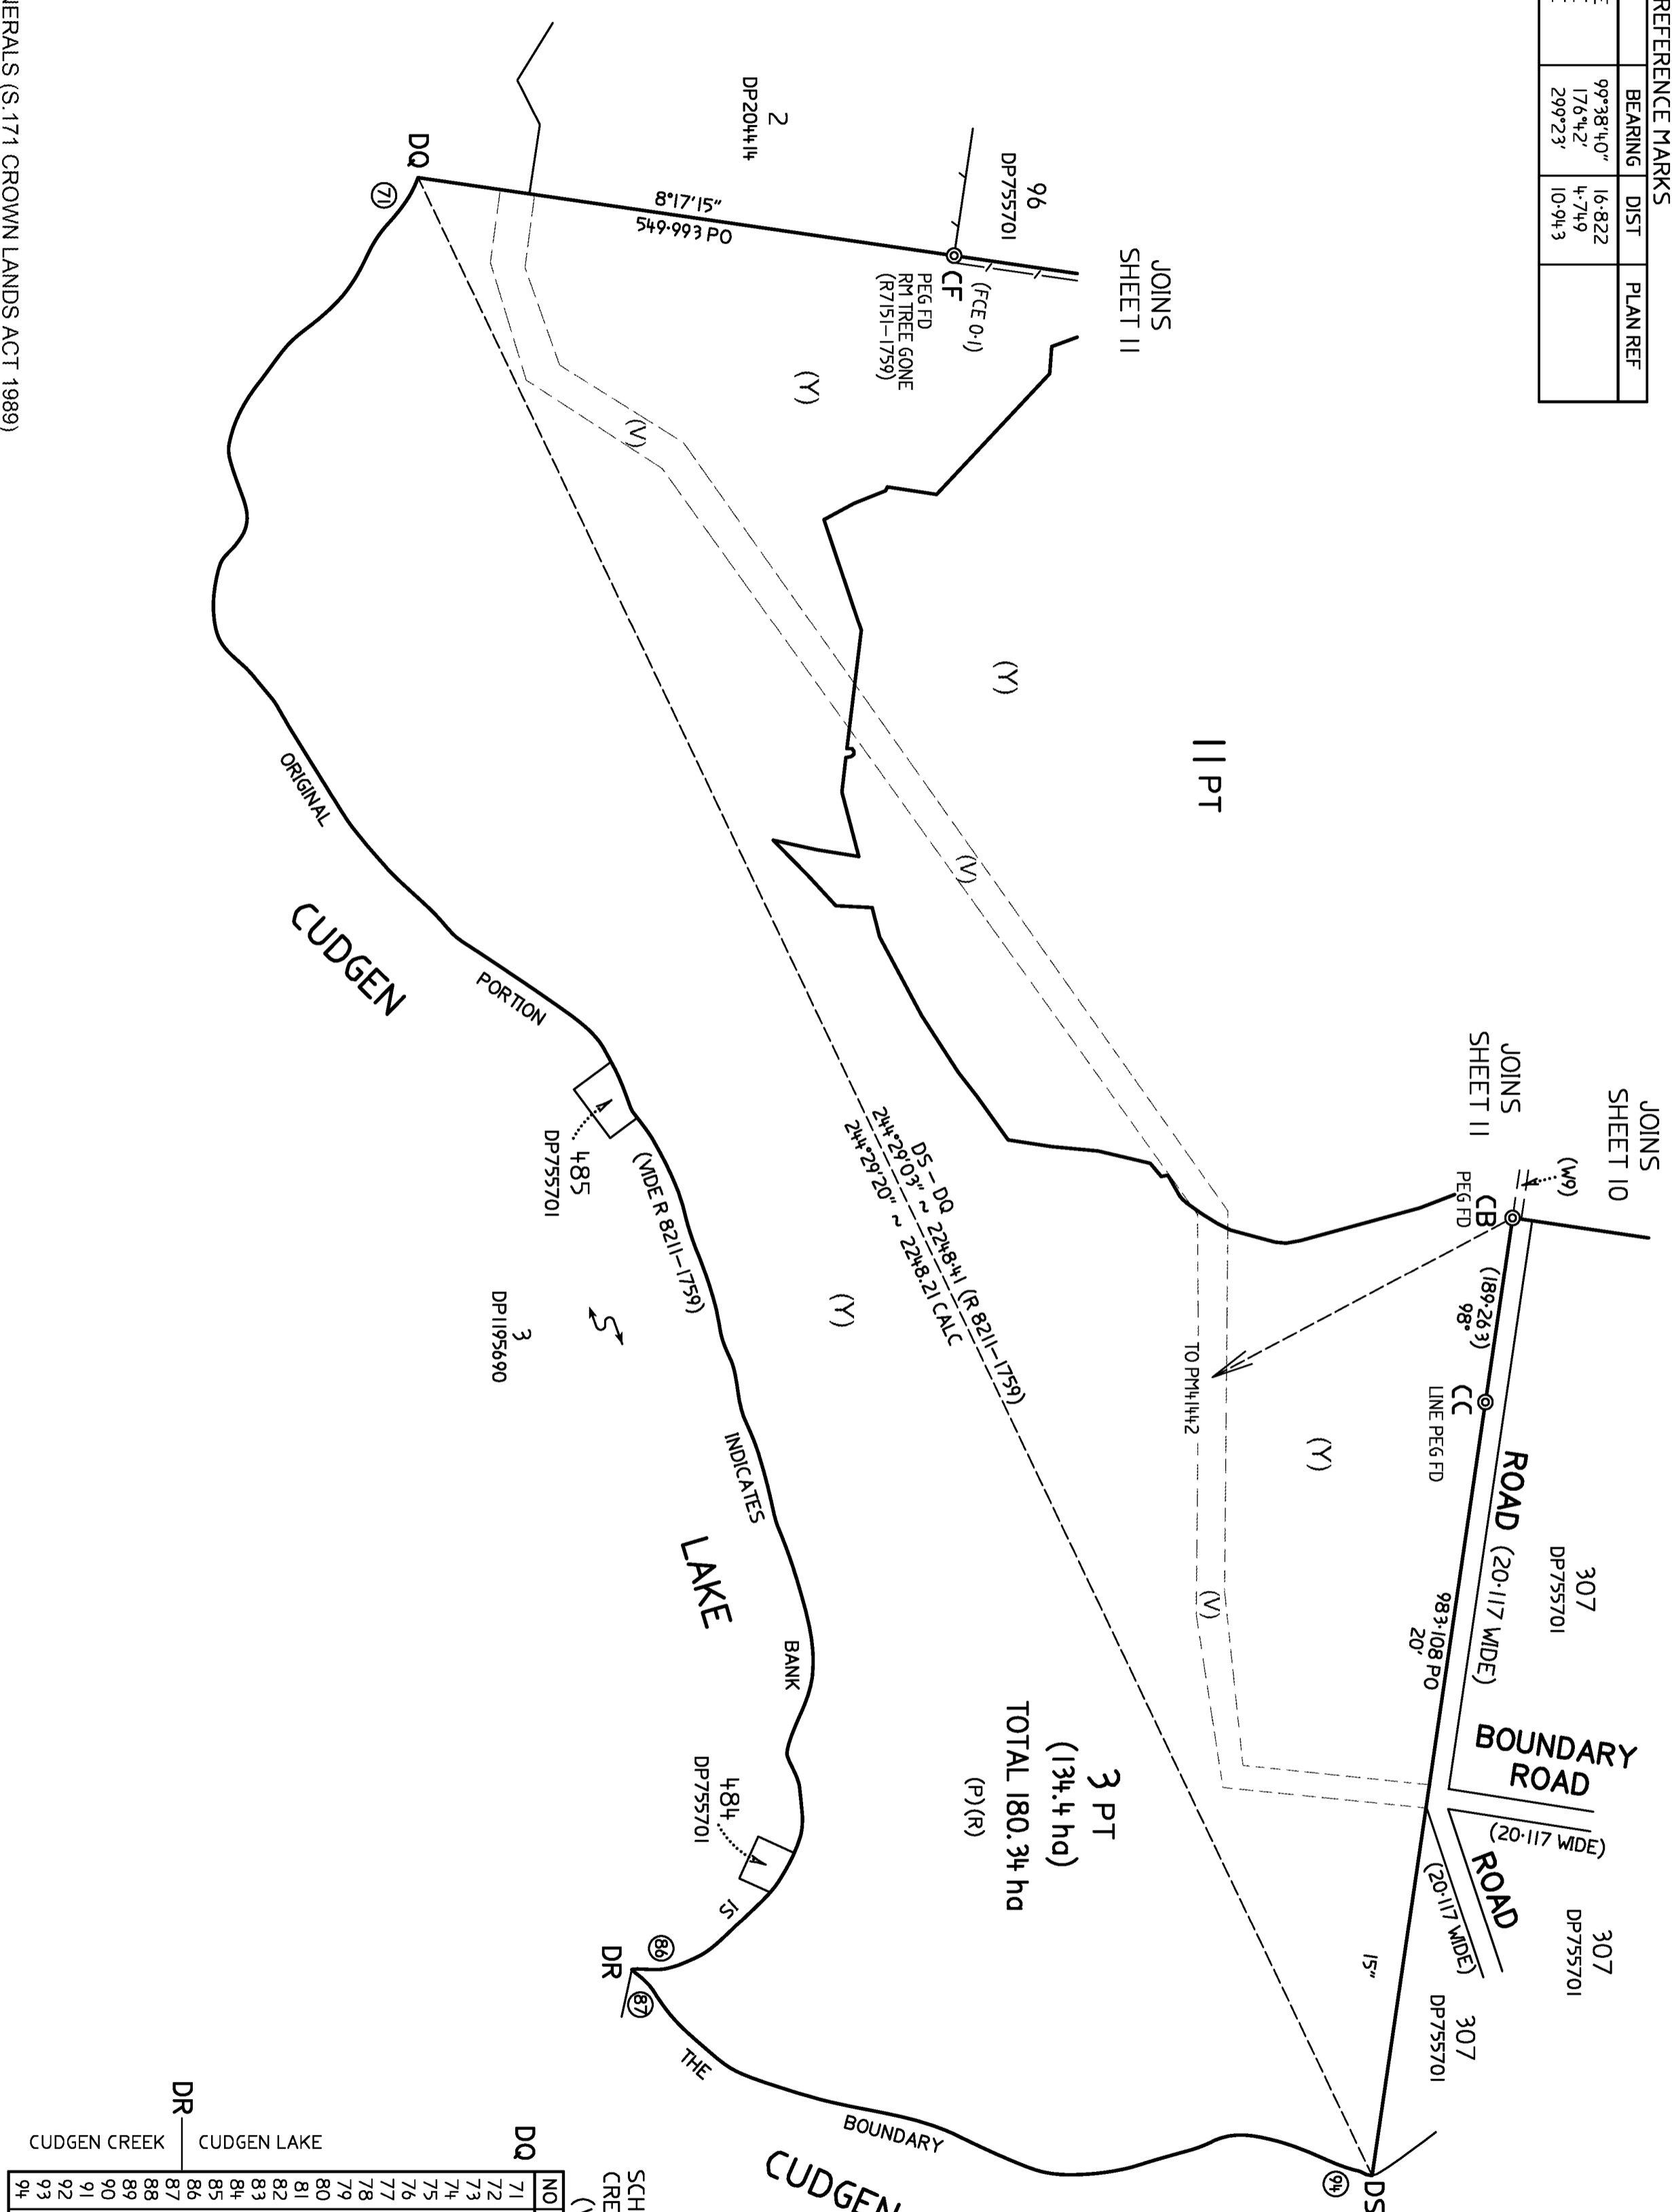 REFERENCE MARKS
BEARING DIST PLAN REF
99°38'40" 16·822
176°42' 4·749
299°23' 10·943
JOINS
SHEET 10
JOINS
SHEET 11
(W9)
CB
PEG FD
(189·263)
98°
CC
LINE PEG FD
ROAD (20·117 WIDE)
307
DP755701
983·108 PO
20'
BOUNDARY
ROAD
(20·117 WIDE)
ROAD
(20·117 WIDE)
307
DP755701
15"
307
DP755701
DS
94
JOINS
SHEET 11
11 PT
96
DP755701
(FCE 0·1)
CF
PEG FD
RM TREE GONE
(R7151-1759)
2
DP204414
8°17'15"
549·993 PO
(Y)
(Y)
(V)
(V)
TO PM41442
(Y)
(V)
3 PT
(134.4 ha)
TOTAL 180.34 ha
(P)(R)
DS - DQ
244°29'03" ~ 2248·41 (R 8211-1759)
244°29'20" ~ 2248.21 CALC
(Y)
DQ
71
ORIGINAL
PORTION
(VIDE R 8211-1759)
INDICATES
BANK
IS
THE
BOUNDARY
CUDGEN
LAKE
485
DP755701
3
DP1195690
484
DP755701
86
DR
87
CUDGEN
NERALS (S.171 CROWN LANDS ACT 1989)
SCH
CRE
DQ
NO
71
72
73
74
75
76
77
78
79
80
81
82
83
84
85
86
87
88
89
90
91
92
93
94
CUDGEN LAKE
DR
CUDGEN CREEK